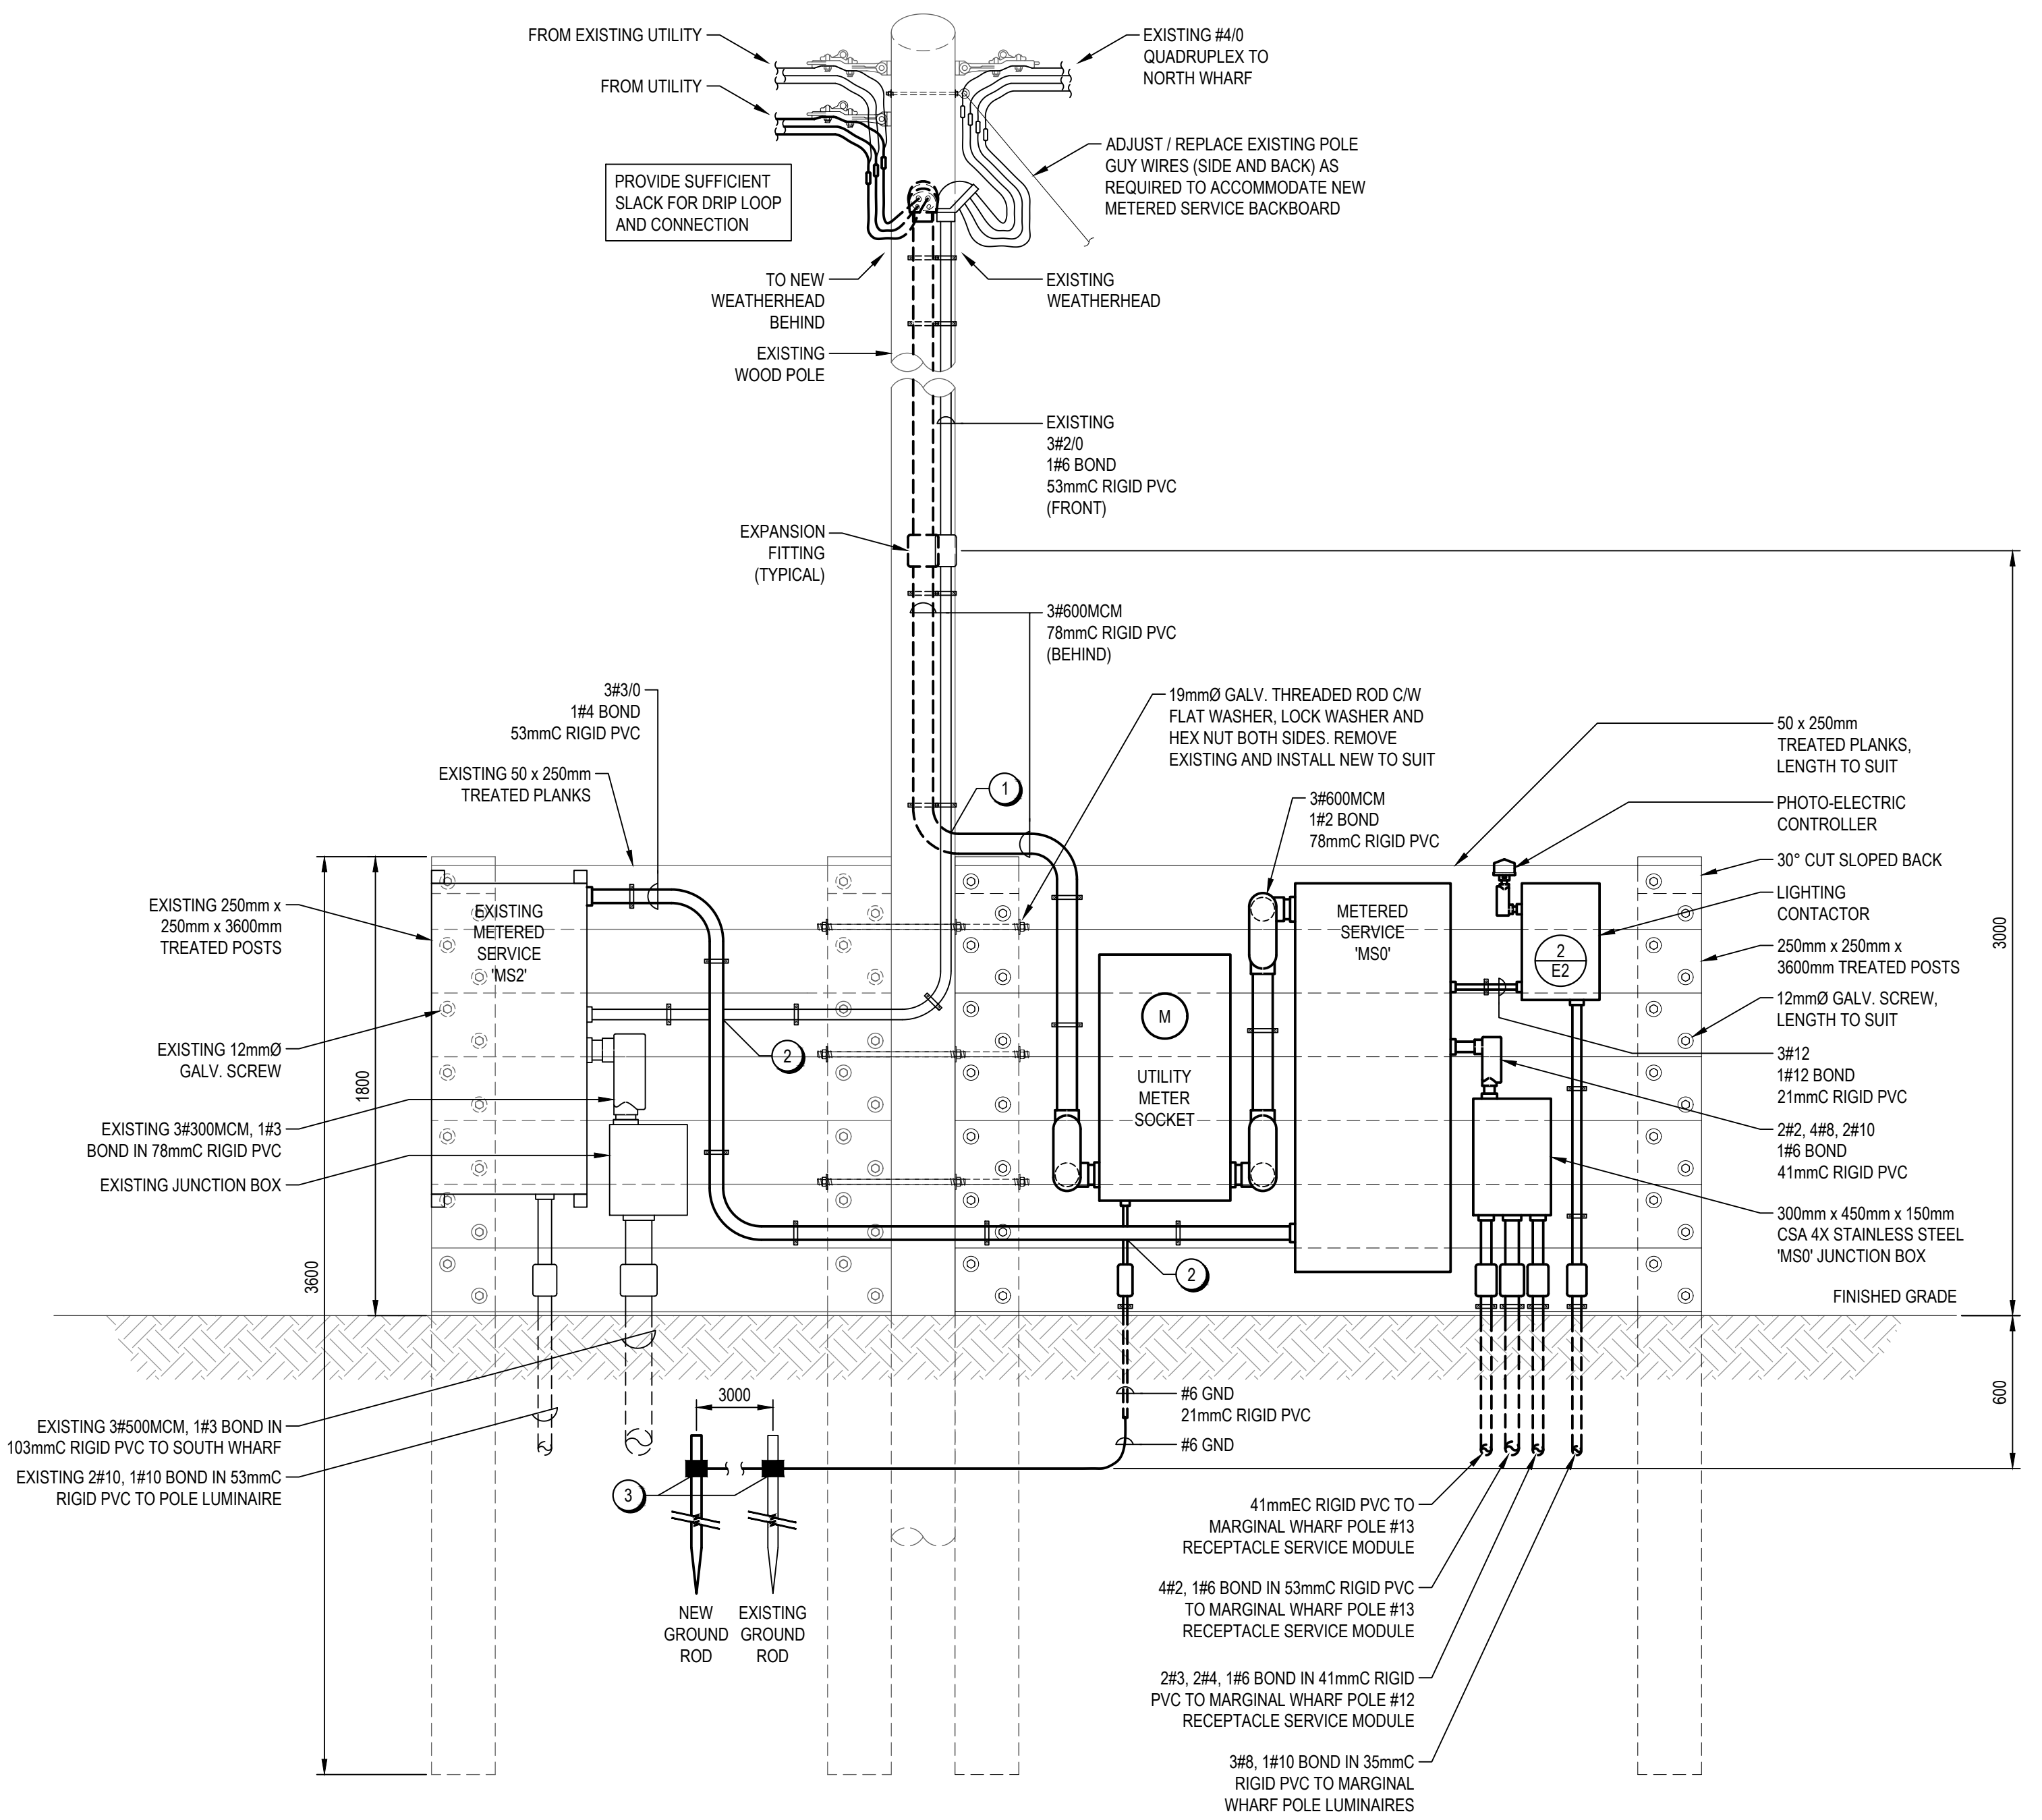 FROM EXISTING UTILITY
FROM UTILITY
EXISTING #4/0
QUADRUPLEX TO
NORTH WHARF
ADJUST / REPLACE EXISTING POLE
GUY WIRES (SIDE AND BACK) AS
REQUIRED TO ACCOMMODATE NEW
METERED SERVICE BACKBOARD
PROVIDE SUFFICIENT
SLACK FOR DRIP LOOP
AND CONNECTION
TO NEW
WEATHERHEAD
BEHIND
EXISTING
WEATHERHEAD
EXISTING
WOOD POLE
EXISTING
3#2/0
1#6 BOND
53mmC RIGID PVC
(FRONT)
EXPANSION
FITTING
(TYPICAL)
3#600MCM
78mmC RIGID PVC
(BEHIND)
3#3/0
1#4 BOND
53mmC RIGID PVC
19mmØ GALV. THREADED ROD C/W
FLAT WASHER, LOCK WASHER AND
HEX NUT BOTH SIDES. REMOVE
EXISTING AND INSTALL NEW TO SUIT
50 x 250mm
TREATED PLANKS,
LENGTH TO SUIT
EXISTING 50 x 250mm
TREATED PLANKS
1
3#600MCM
1#2 BOND
78mmC RIGID PVC
PHOTO-ELECTRIC
CONTROLLER
30° CUT SLOPED BACK
LIGHTING
CONTACTOR
250mm x 250mm x
3600mm TREATED POSTS
12mmØ GALV. SCREW,
LENGTH TO SUIT
3#12
1#12 BOND
21mmC RIGID PVC
2#2, 4#8, 2#10
1#6 BOND
41mmC RIGID PVC
300mm x 450mm x 150mm
CSA 4X STAINLESS STEEL
'MS0' JUNCTION BOX
FINISHED GRADE
3000
600
EXISTING 250mm x
250mm x 3600mm
TREATED POSTS
EXISTING 12mmØ
GALV. SCREW
EXISTING 3#300MCM, 1#3
BOND IN 78mmC RIGID PVC
EXISTING JUNCTION BOX
3600
1800
EXISTING
METERED
SERVICE
'MS2'
2
M
UTILITY
METER
SOCKET
METERED
SERVICE
'MS0'
2
E2
2
EXISTING 3#500MCM, 1#3 BOND IN
103mmC RIGID PVC TO SOUTH WHARF
EXISTING 2#10, 1#10 BOND IN 53mmC
RIGID PVC TO POLE LUMINAIRE
3000
#6 GND
21mmC RIGID PVC
#6 GND
3
NEW
GROUND
ROD
EXISTING
GROUND
ROD
41mmEC RIGID PVC TO
MARGINAL WHARF POLE #13
RECEPTACLE SERVICE MODULE
4#2, 1#6 BOND IN 53mmC RIGID PVC
TO MARGINAL WHARF POLE #13
RECEPTACLE SERVICE MODULE
2#3, 2#4, 1#6 BOND IN 41mmC RIGID
PVC TO MARGINAL WHARF POLE #12
RECEPTACLE SERVICE MODULE
3#8, 1#10 BOND IN 35mmC
RIGID PVC TO MARGINAL
WHARF POLE LUMINAIRES